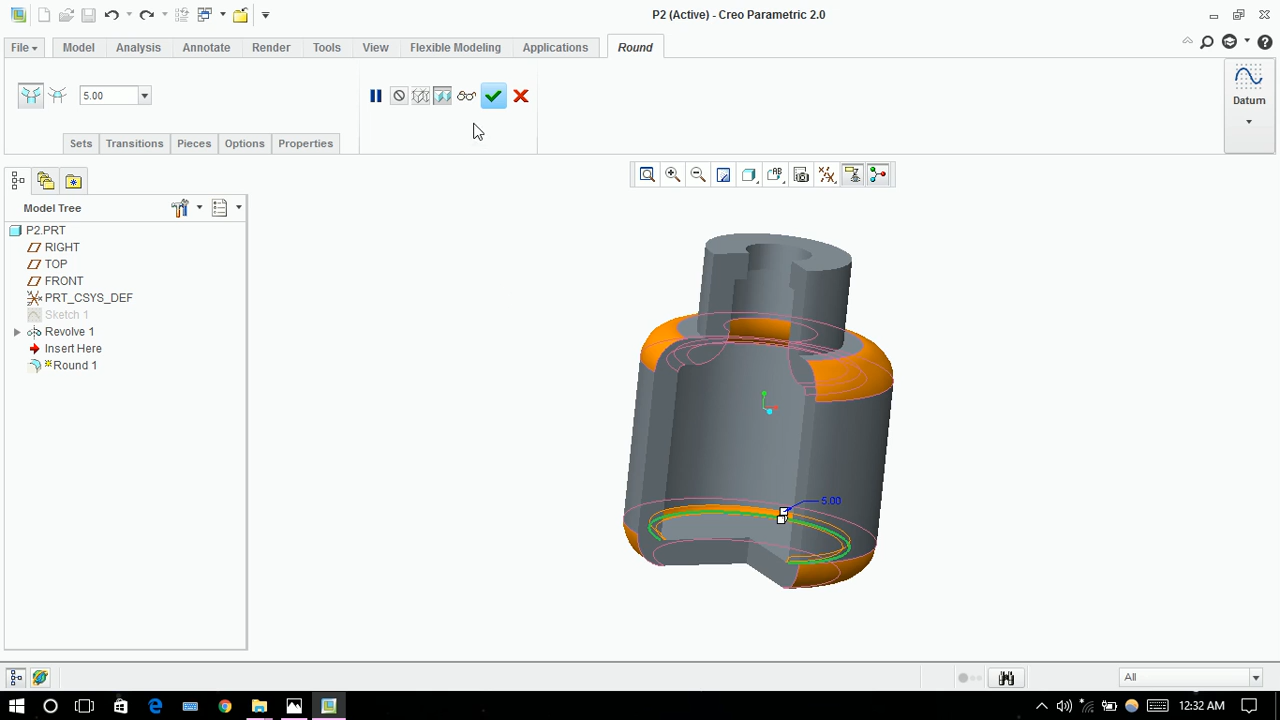 P2 (Active) - Creo Parametric 2.0
File Model Analysis Annotate Render Tools View Flexible Modeling Applications Round
5.00
Datum
Sets Transitions Pieces Options Properties
Model Tree
P2.PRT
RIGHT
TOP
FRONT
PRT_CSYS_DEF
Sketch 1
Revolve 1
Insert Here
Round 1
5.00
All
12:32 AM